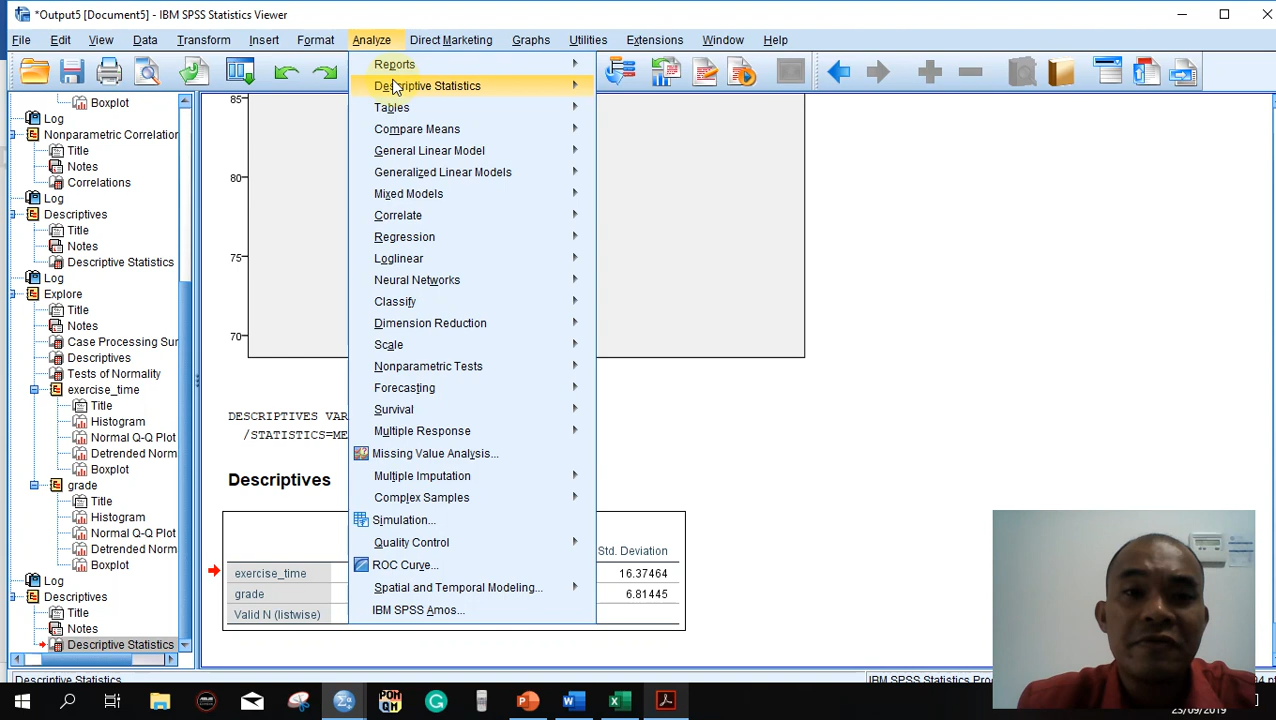 *Output5 [Document5] - IBM SPSS Statistics Viewer
File Edit View Data Transform Insert Format Analyze Direct Marketing Graphs Utilities Extensions Window Help
Boxplot
Log
Nonparametric Correlation
Title
Notes
Correlations
Log
Descriptives
Title
Notes
Descriptive Statistics
Log
Explore
Title
Notes
Case Processing Sum
Descriptives
Tests of Normality
exercise_time
Title
Histogram
Normal Q-Q Plot
Detrended Norm
Boxplot
grade
Title
Histogram
Normal Q-Q Plot
Detrended Norm
Boxplot
Log
Descriptives
Title
Notes
Descriptive Statistics
85
80
75
70
DESCRIPTIVES VAR
/STATISTICS=ME
Descriptives
Std. Deviation
exercise_time 16.37464
grade 6.81445
Valid N (listwise)
Reports
Descriptive Statistics
Tables
Compare Means
General Linear Model
Generalized Linear Models
Mixed Models
Correlate
Regression
Loglinear
Neural Networks
Classify
Dimension Reduction
Scale
Nonparametric Tests
Forecasting
Survival
Multiple Response
Missing Value Analysis...
Multiple Imputation
Complex Samples
Simulation...
Quality Control
ROC Curve...
Spatial and Temporal Modeling...
IBM SPSS Amos...
Descriptive Statistics
IBM SPSS Statistics
POM
QM
23/09/2019